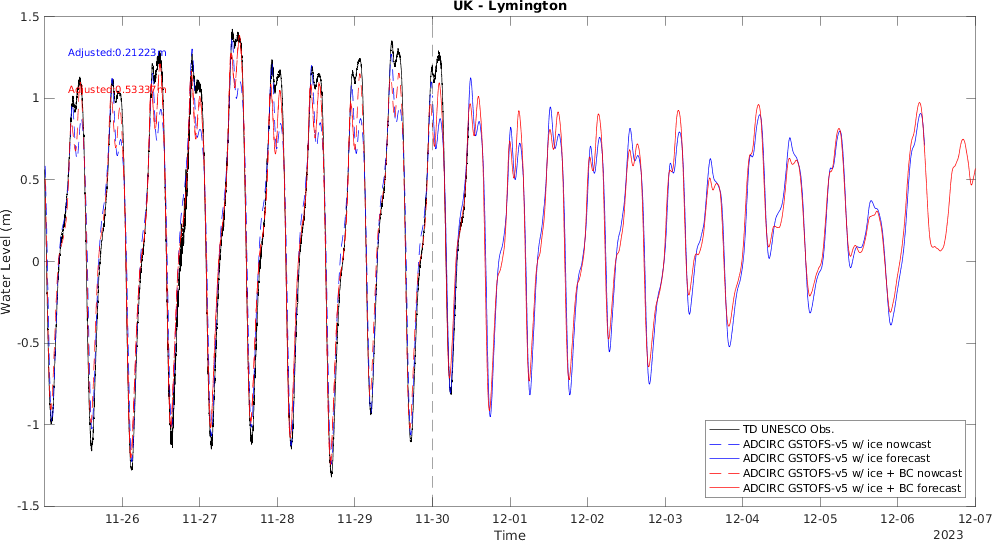 UK - Lymington
1.5
1
0.5
0
-0.5
-1
-1.5
Water Level (m)
Adjusted:0.21223m
Adjusted:0.53337m
TD UNESCO Obs.
ADCIRC GSTOFS-v5 w/ ice nowcast
ADCIRC GSTOFS-v5 w/ ice forecast
ADCIRC GSTOFS-v5 w/ ice + BC nowcast
ADCIRC GSTOFS-v5 w/ ice + BC forecast
11-26 11-27 11-28 11-29 11-30 12-01 12-02 12-03 12-04 12-05 12-06 12-07
Time
2023